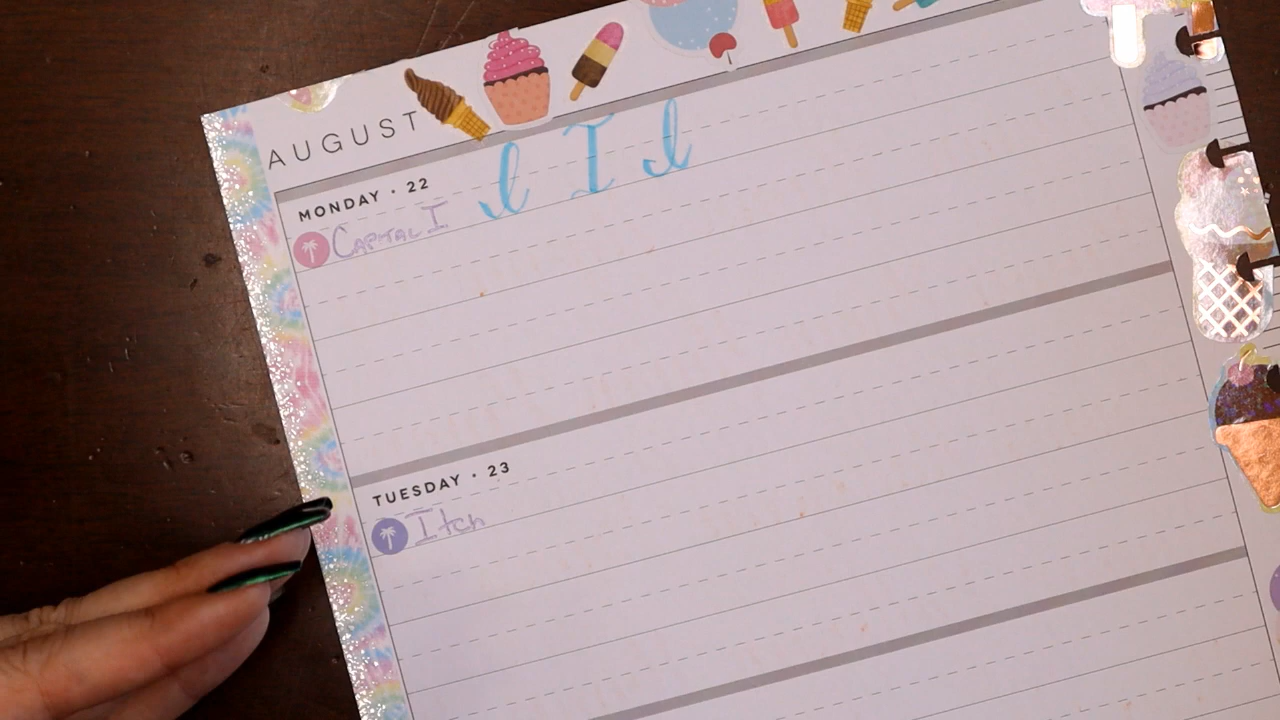 AUGUST
MONDAY • 22
I I I
Capital I
TUESDAY • 23
Itch